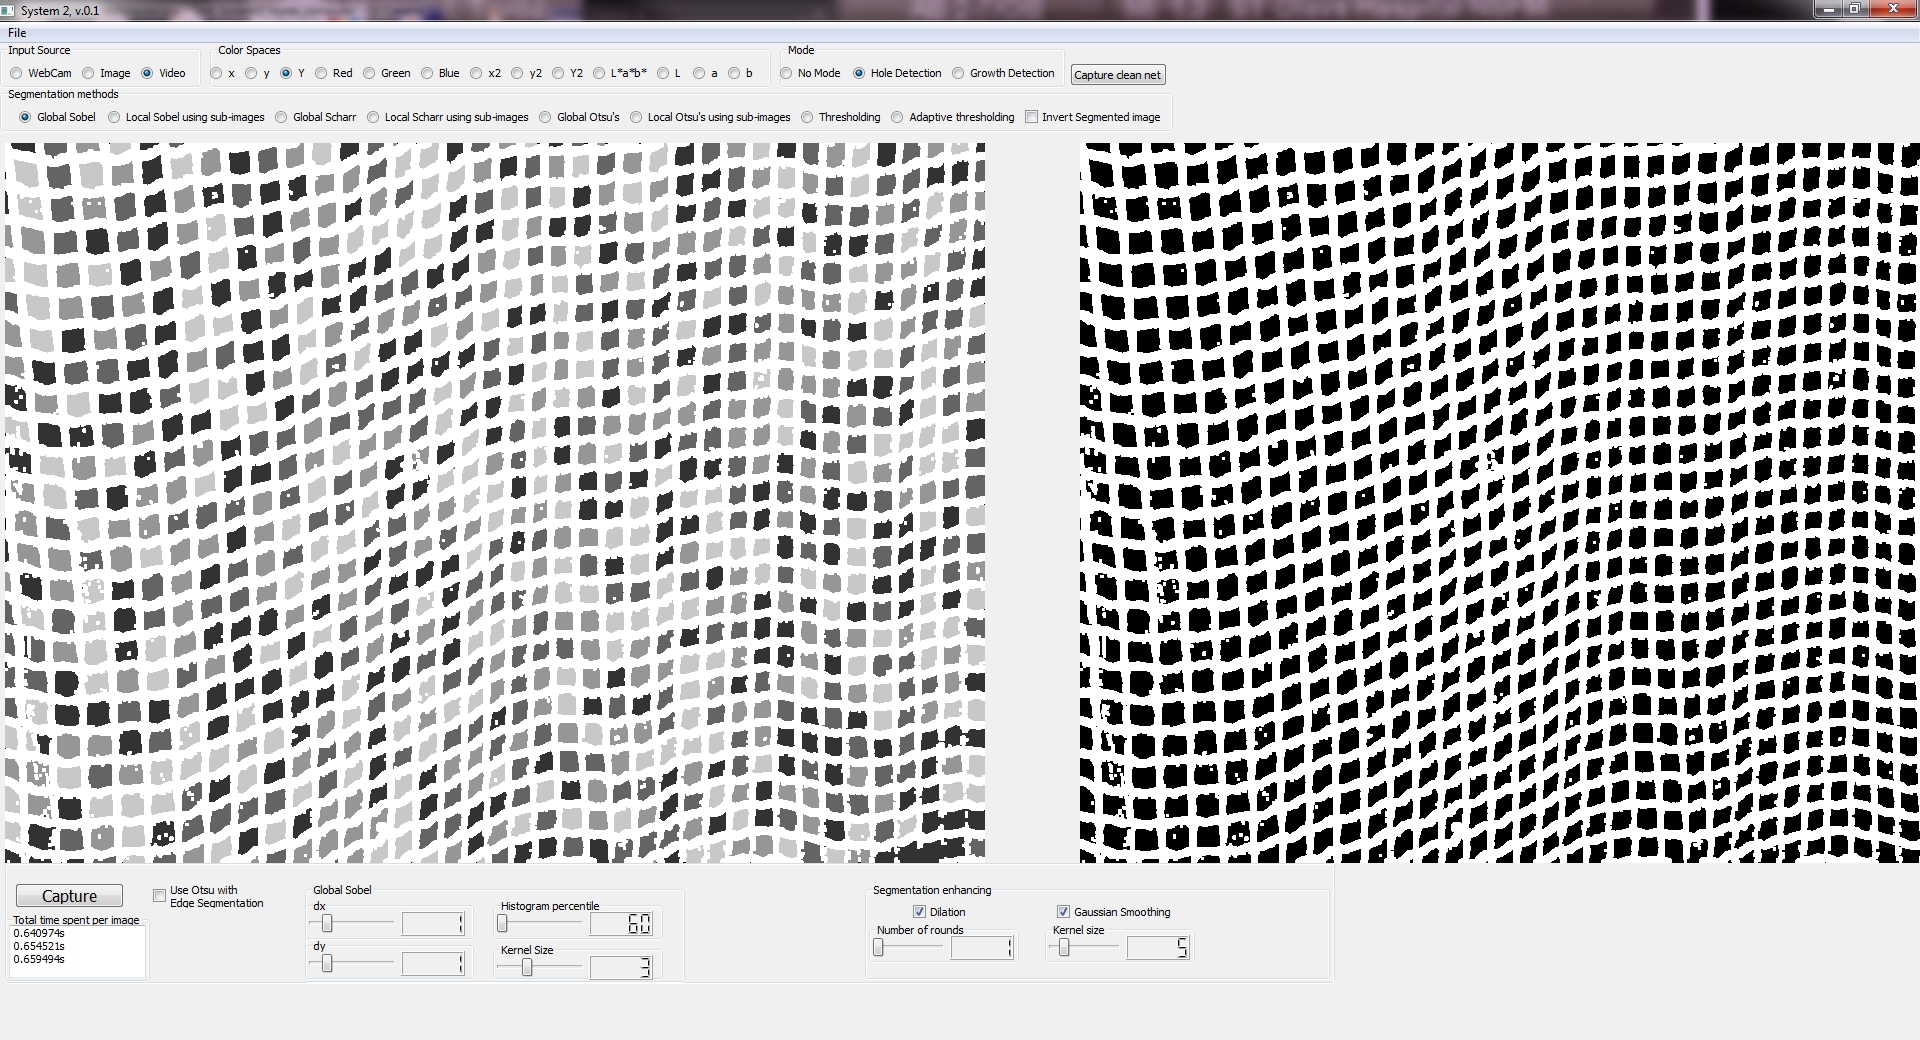 System 2, v.0.1
File
Input Source
WebCam Image Video
Color Spaces
x y Y Red Green Blue x2 y2 Y2 L*a*b* L a b
Mode
No Mode Hole Detection Growth Detection
Capture clean net
Segmentation methods
Global Sobel Local Sobel using sub-images Global Scharr Local Scharr using sub-images Global Otsu's Local Otsu's using sub-images Thresholding Adaptive thresholding Invert Segmented image
Capture
Use Otsu with
Edge Segmentation
Total time spent per image
0.640974s
0.654521s
0.659494s
Global Sobel
dx
1
dy
1
Histogram percentile
60
Kernel Size
3
Segmentation enhancing
Dilation
Gaussian Smoothing
Number of rounds
1
Kernel size
5